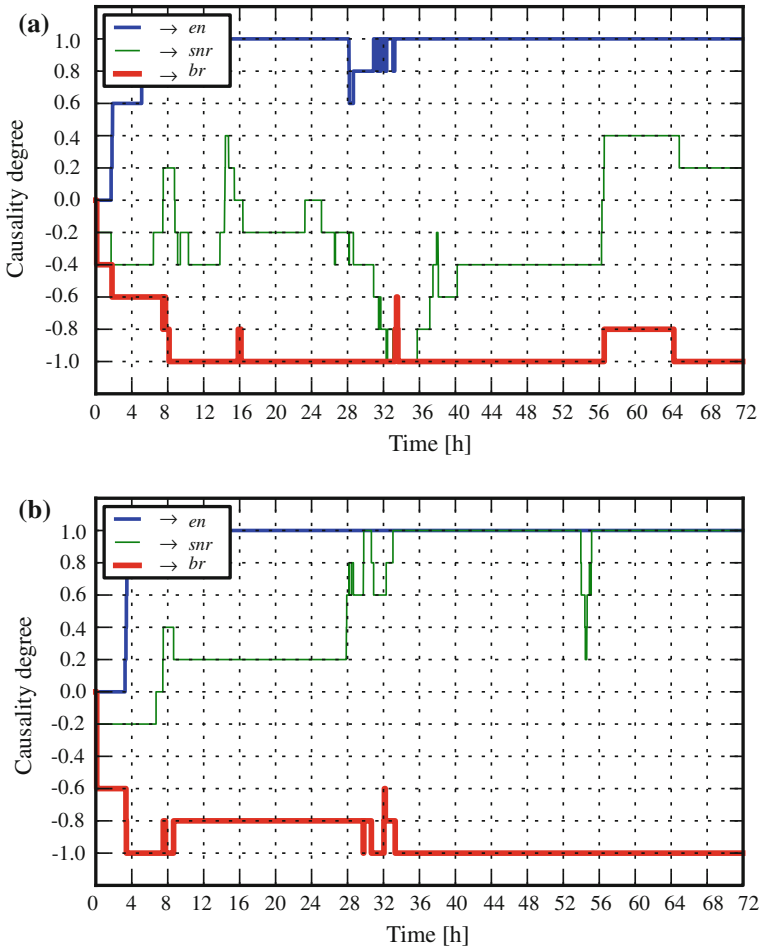 (a)
→ en
→ snr
→ br
1.0
0.8
0.6
0.4
0.2
0.0
-0.2
-0.4
-0.6
-0.8
-1.0
Causality degree
0 4 8 12 16 20 24 28 32 36 40 44 48 52 56 60 64 68 72
Time [h]
(b)
→ en
→ snr
→ br
1.0
0.8
0.6
0.4
0.2
0.0
-0.2
-0.4
-0.6
-0.8
-1.0
Causality degree
0 4 8 12 16 20 24 28 32 36 40 44 48 52 56 60 64 68 72
Time [h]